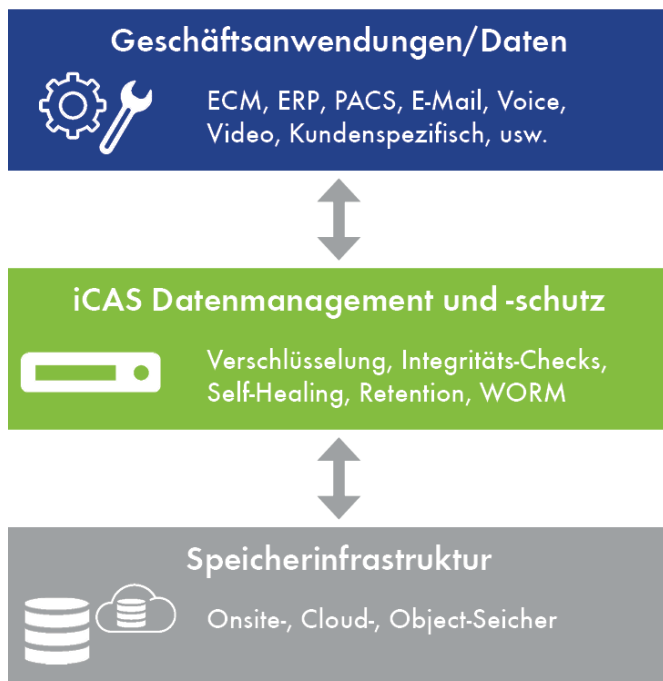 Geschäftsanwendungen/Daten
ECM, ERP, PACS, E-Mail, Voice,
Video, Kundenspezifisch, usw.
iCAS Datenmanagement und -schutz
Verschlüsselung, Integritäts-Checks,
Self-Healing, Retention, WORM
Speicherinfrastruktur
Onsite-, Cloud-, Object-Seicher